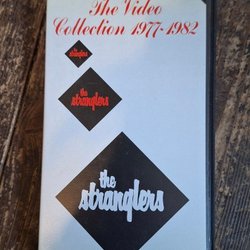 The Video
Collection 1977-1982
the
stranglers
the
stranglers
the
stranglers